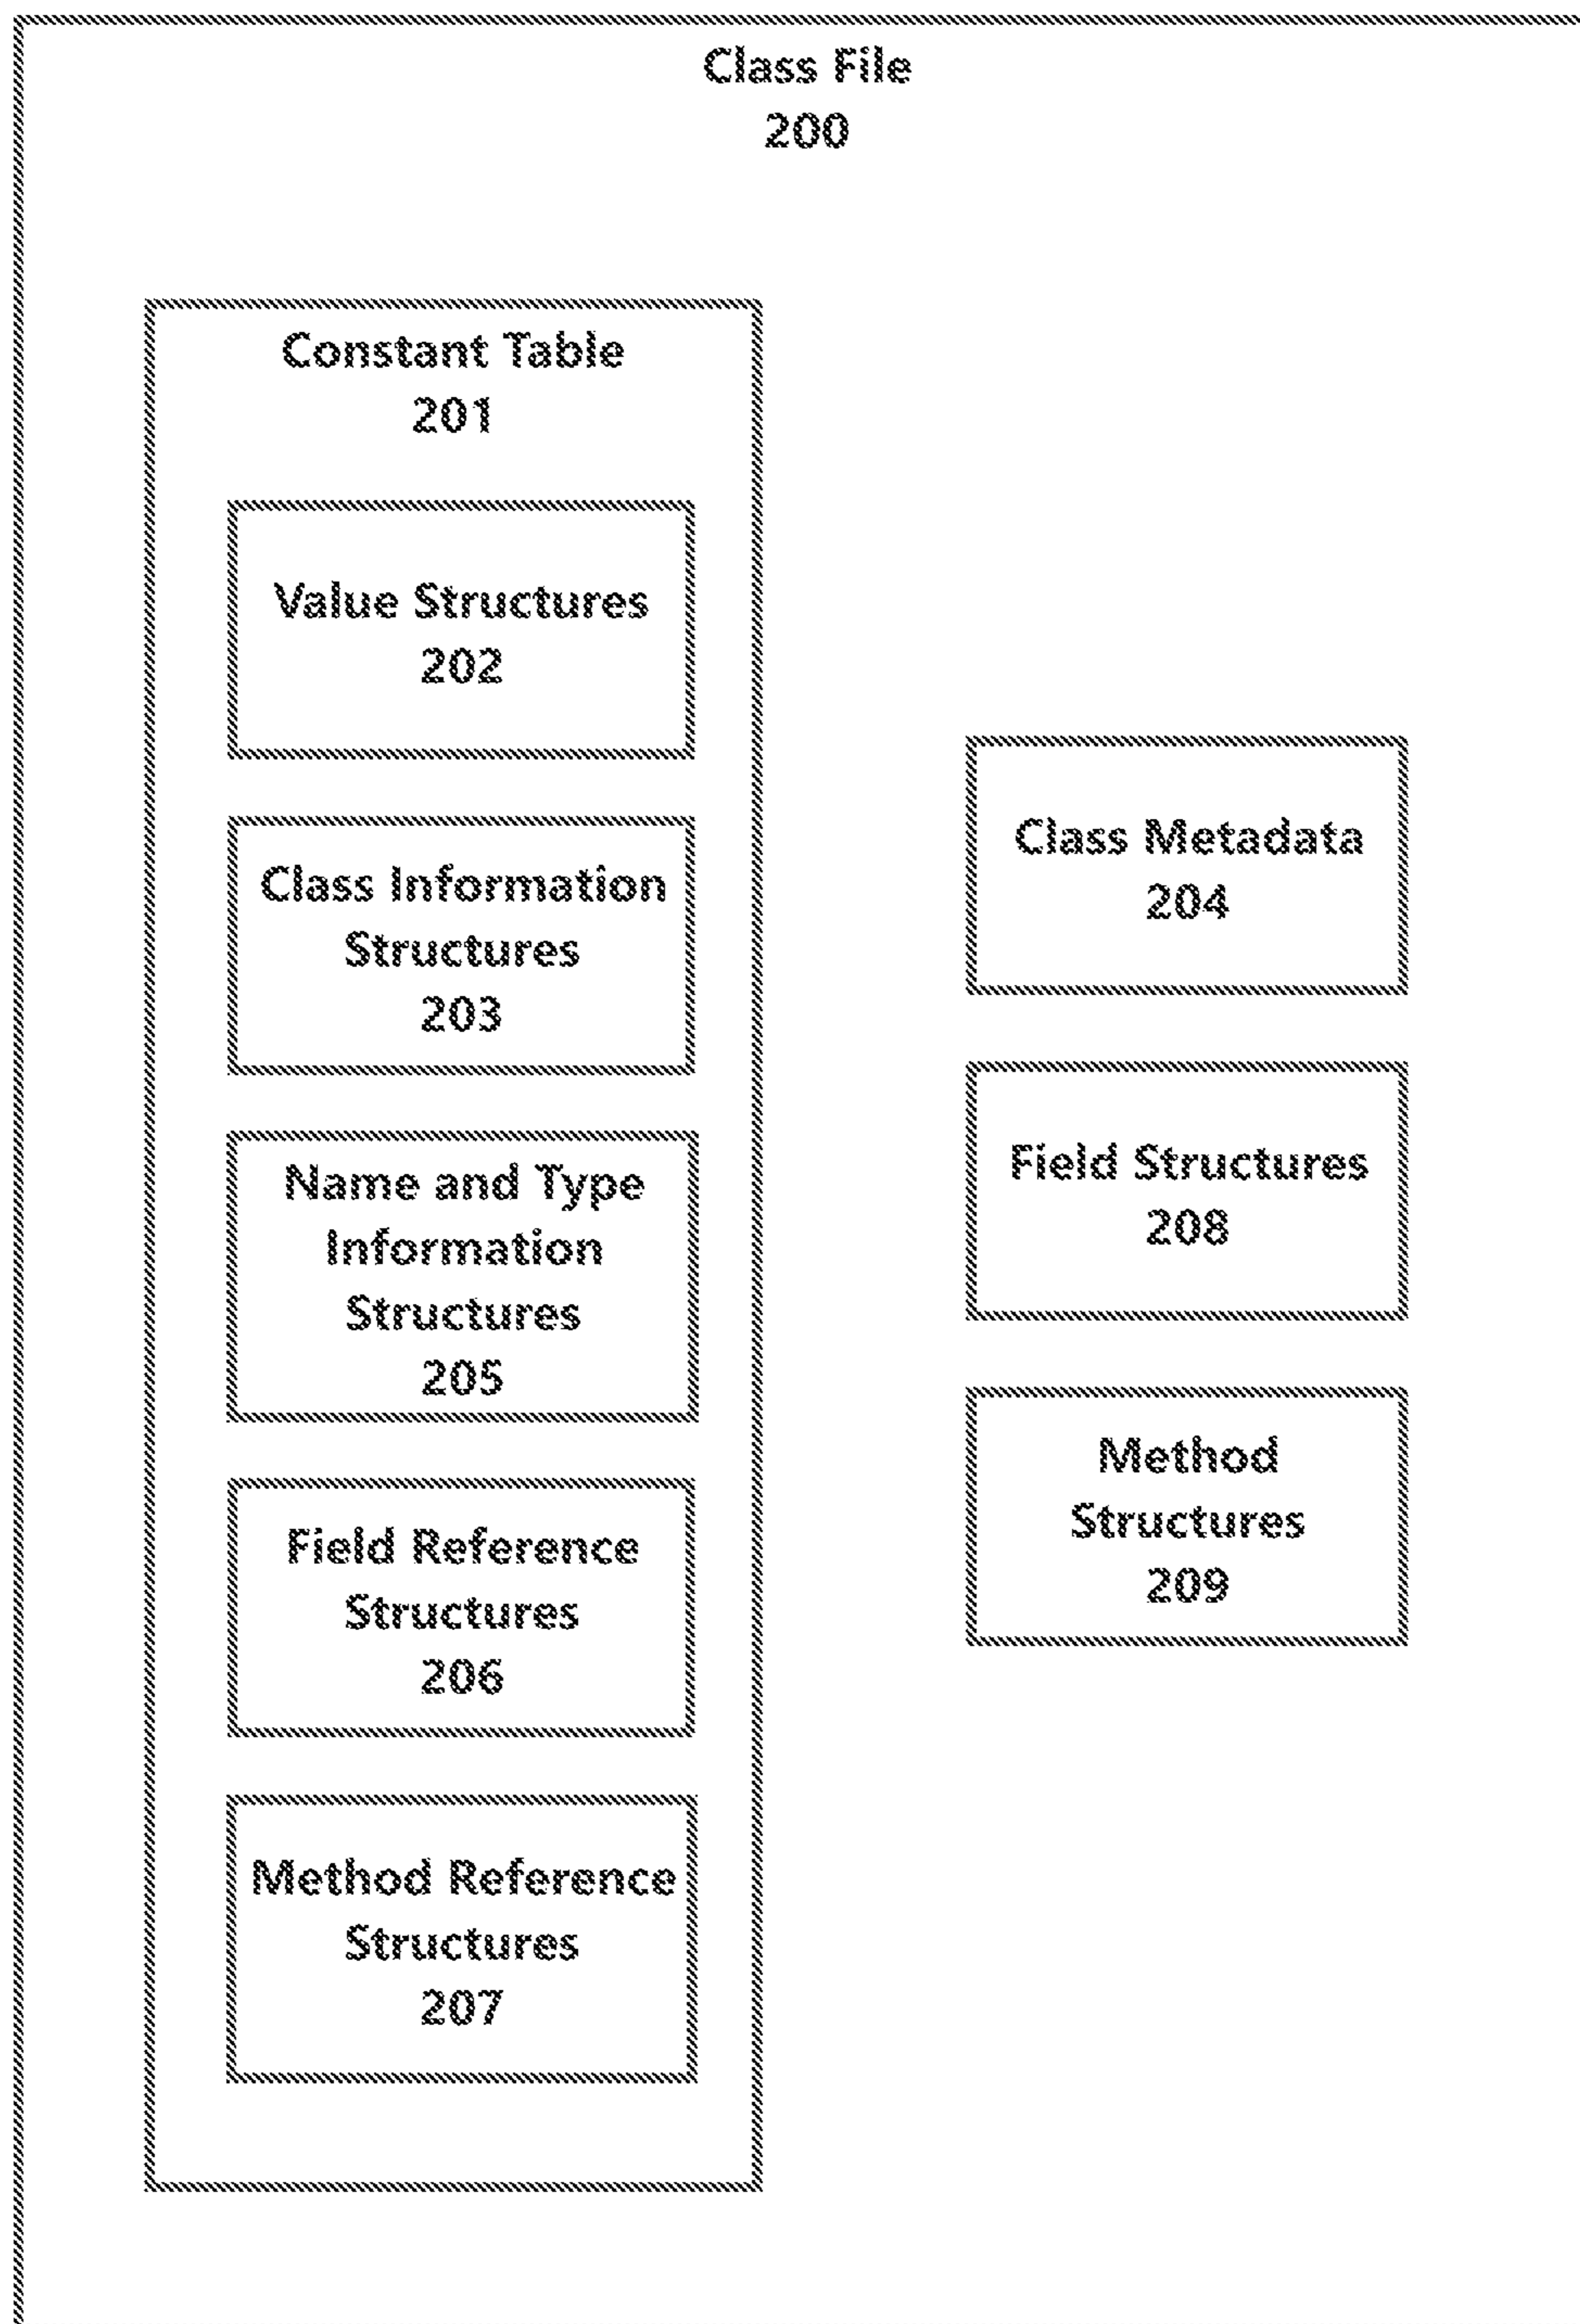 Class File
200
Constant Table
201
Value Structures
202
Class Information
Structures
203
Name and Type
Information
Structures
205
Field Reference
Structures
206
Method Reference
Structures
207
Class Metadata
204
Field Structures
208
Method
Structures
209